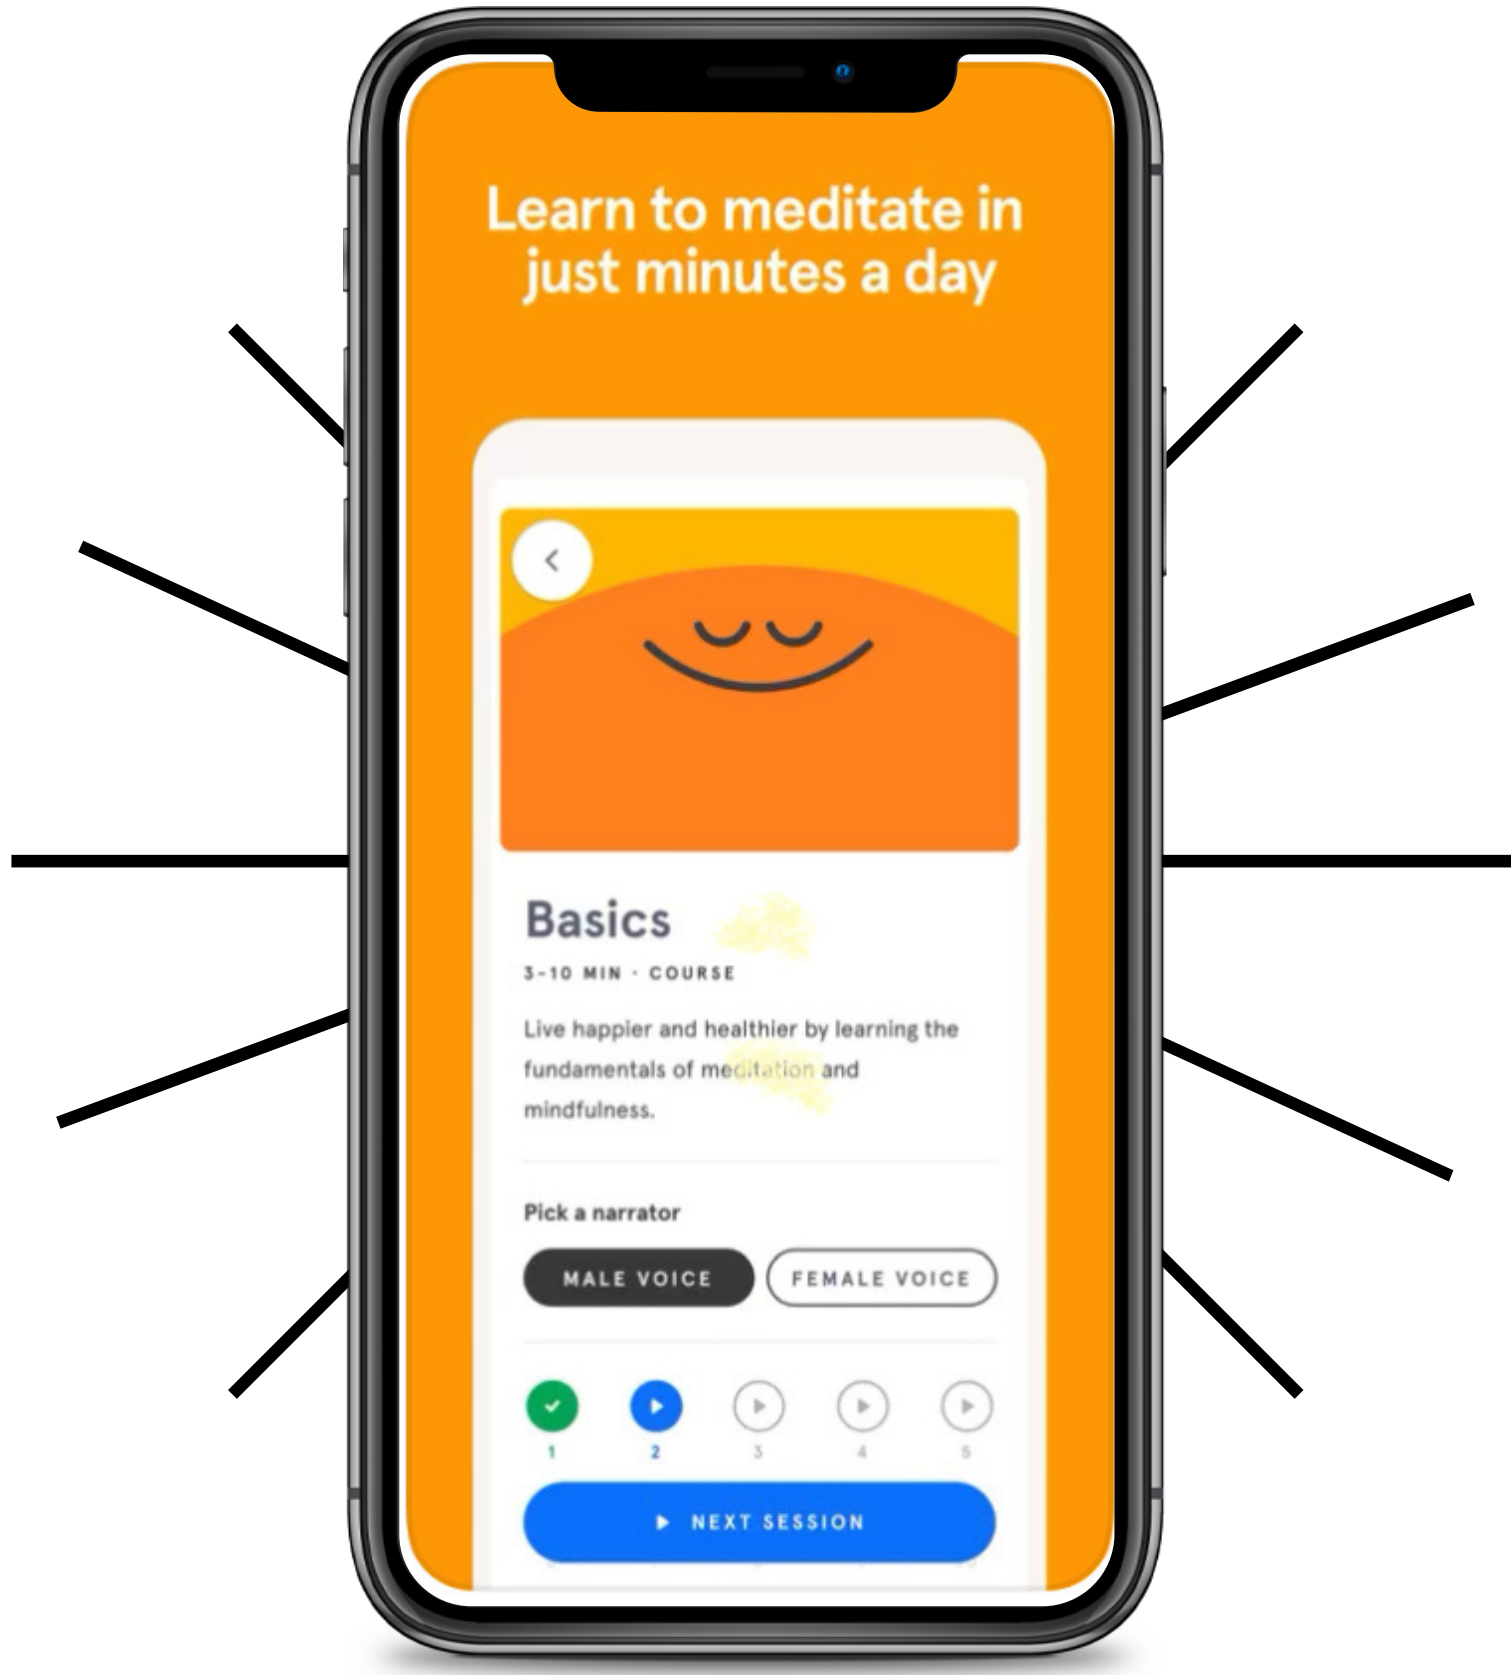 Learn to meditate in
just minutes a day
Basics
3-10 MIN · COURSE
Live happier and healthier by learning the
fundamentals of meditation and
mindfulness.
Pick a narrator
MALE VOICE FEMALE VOICE
1 2 3 4 5
NEXT SESSION